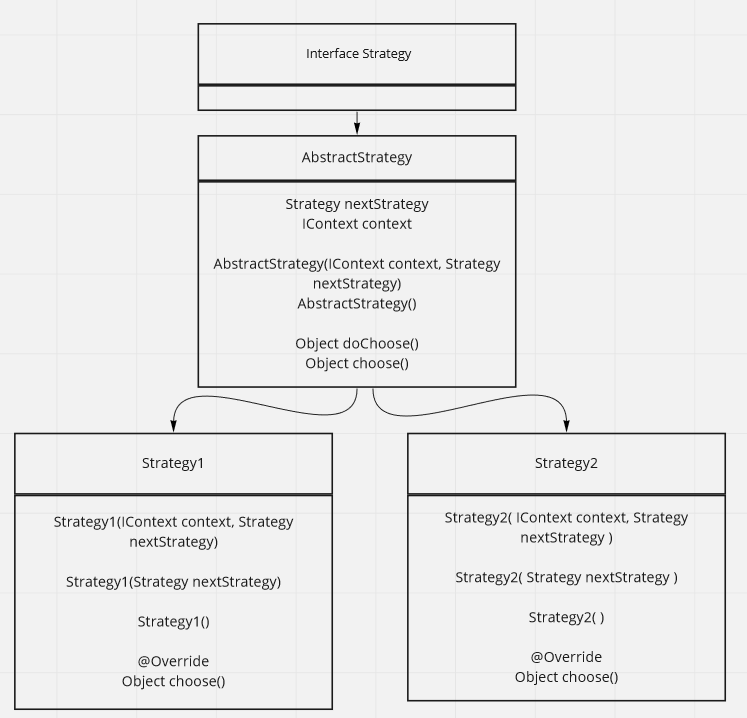 Interface Strategy
AbstractStrategy
Strategy nextStrategy
IContext context
AbstractStrategy(IContext context, Strategy
nextStrategy)
AbstractStrategy()
Object doChoose()
Object choose()
Strategy1
Strategy1(IContext context, Strategy
nextStrategy)
Strategy1(Strategy nextStrategy)
Strategy1()
@Override
Object choose()
Strategy2
Strategy2( IContext context, Strategy
nextStrategy )
Strategy2( Strategy nextStrategy )
Strategy2( )
@Override
Object choose()